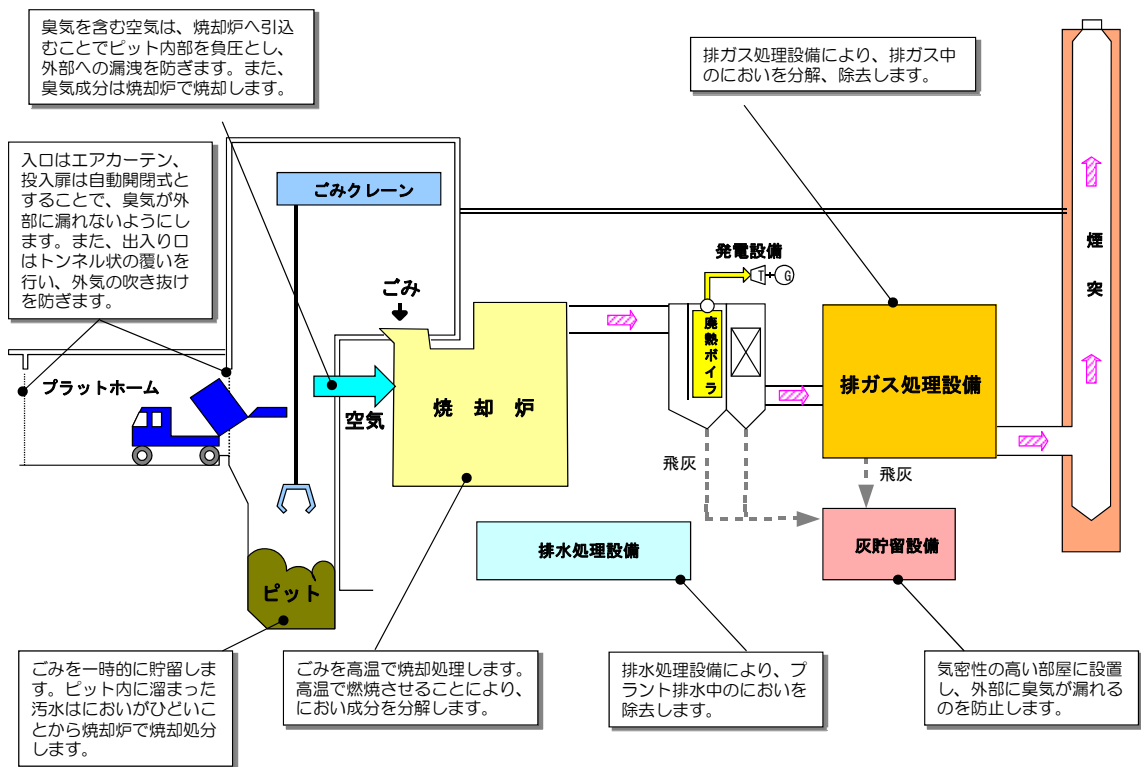 臭気を含む空気は、焼却炉へ引込
むことでピット内部を負圧とし、
外部への漏洩を防ぎます。また、
臭気成分は焼却炉で焼却します。
排ガス処理設備により、排ガス中
のにおいを分解、除去します。
入口はエアカーテン、
投入扉は自動開閉式と
することで、臭気が外
部に漏れないようにし
ます。また、出入り口
はトンネル状の覆いを
行い、外気の吹き抜け
を防ぎます。
ごみクレーン
発電設備
T
G
煙突
ごみ
廃熱ボイラ
プラットホーム
空気
焼却炉
排ガス処理設備
飛灰
飛灰
排水処理設備
灰貯留設備
ピット
ごみを一時的に貯留しま
す。ピット内に溜まった
汚水はにおいがひどいこ
とから焼却炉で焼却処分
します。
ごみを高温で焼却処理します。
高温で燃焼させることにより、
におい成分を分解します。
排水処理設備により、プ
ラント排水中のにおいを
除去します。
気密性の高い部屋に設置
し、外部に臭気が漏れる
のを防止します。